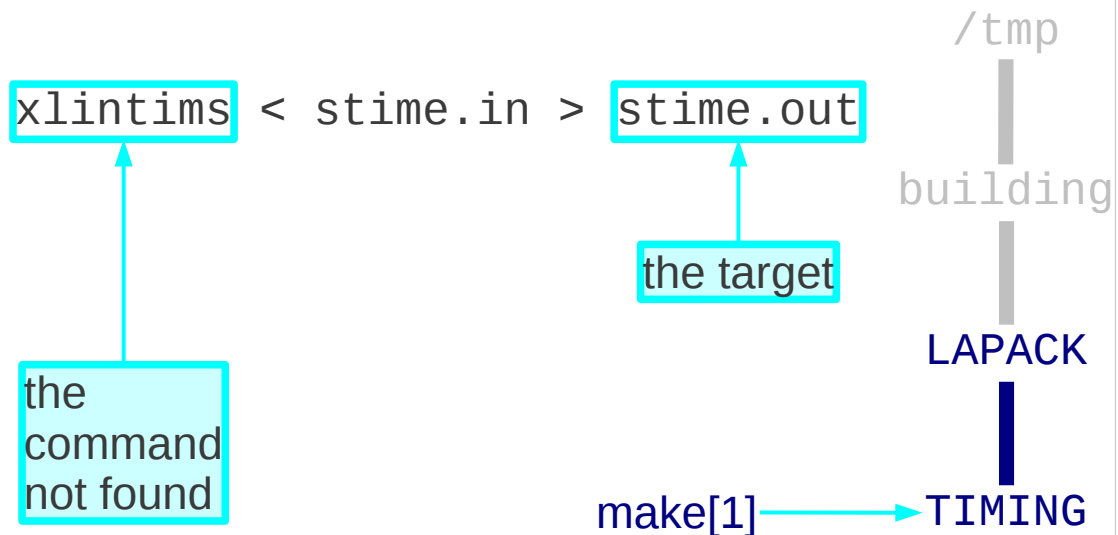 /tmp
xlintims < stime.in > stime.out
building
the target
LAPACK
the
command
not found
make[1]
TIMING